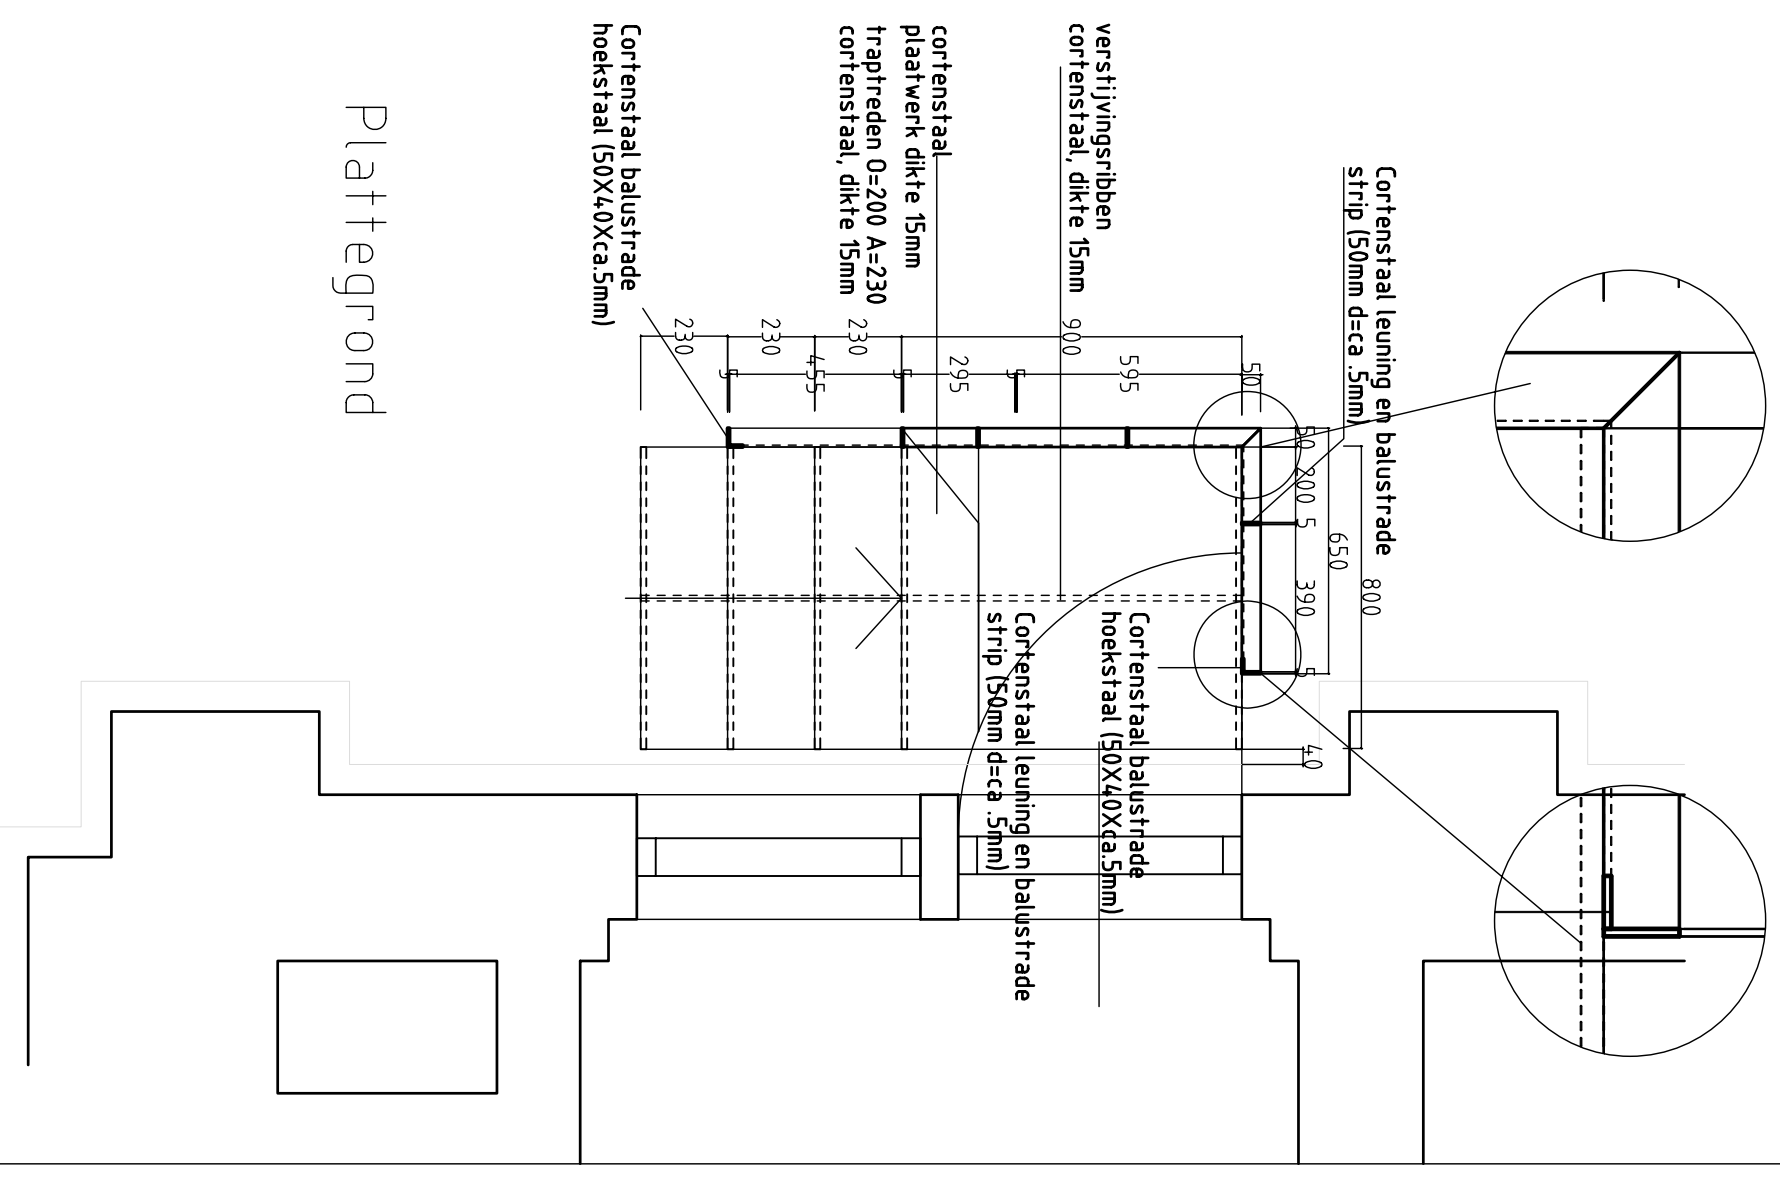 Cortenstaal leuning en balustrade
strip (50mm d=ca .5mm)
verstijvingsribben
cortenstaal, dikte 15mm
cortenstaal
plaatwerk dikte 15mm
traptreden O=200 A=230
cortenstaal, dikte 15mm
Cortenstaal balustrade
hoekstaal (50X40Xca.5mm)
Plattegrond
230
230
230
900
5
455
5
295
5
595
50
50
200
5
390
5
650
800
40
Cortenstaal balustrade
hoekstaal (50X40Xca.5mm)
Cortenstaal leuning en balustrade
strip (50mm d=ca .5mm)